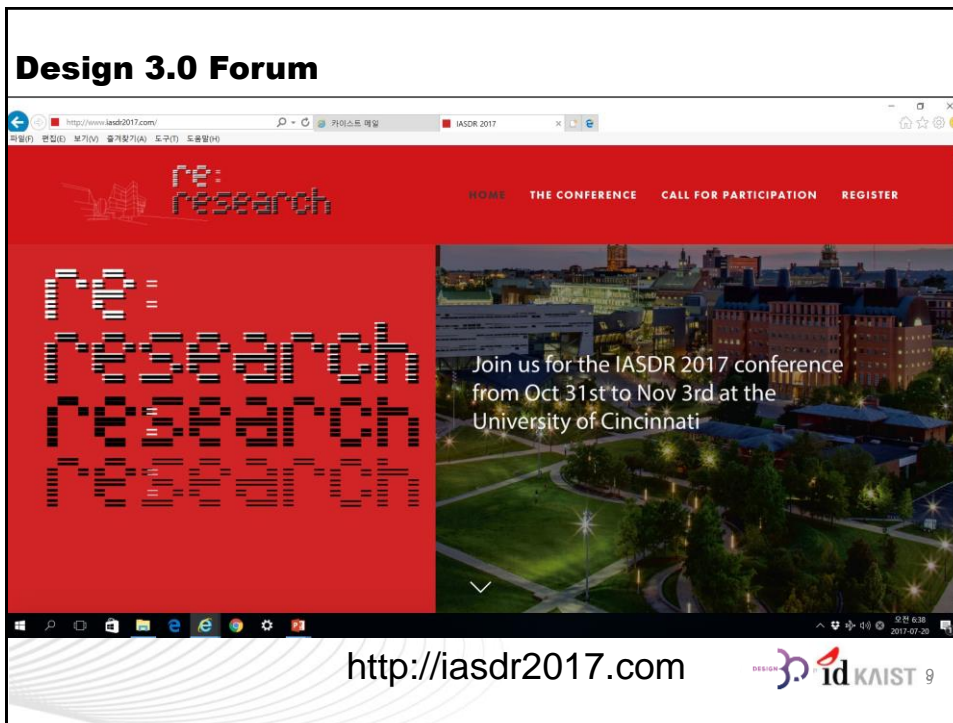 Design 3.0 Forum
http://www.iasdr2017.com/
카이스트 메일
IASDR 2017
파일(F) 편집(E) 보기(V) 즐겨찾기(A) 도구(T) 도움말(H)
re:
research
HOME THE CONFERENCE CALL FOR PARTICIPATION REGISTER
re:
research
research
research
Join us for the IASDR 2017 conference
from Oct 31st to Nov 3rd at the
University of Cincinnati
오전 6:38
2017-07-20
http://iasdr2017.com
DESIGN 3.0
id KAIST
9